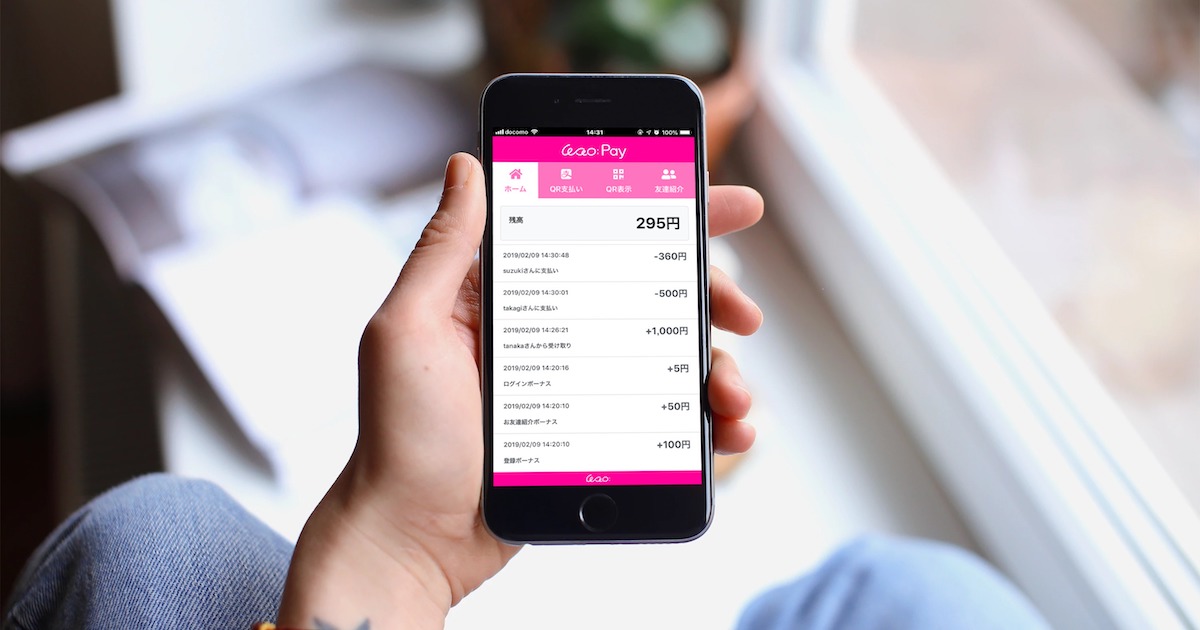 docomo 14:31 100%
Pay
ホーム QR支払い QR表示 友達紹介
残高 295円
2019/02/09 14:30:48 -360円
suzukiさんに支払い
2019/02/09 14:30:01 -500円
takagiさんに支払い
2019/02/09 14:26:21 +1,000円
tanakaさんから受け取り
2019/02/09 14:20:16 +5円
ログインボーナス
2019/02/09 14:20:10 +50円
お友達紹介ボーナス
2019/02/09 14:20:10 +100円
登録ボーナス